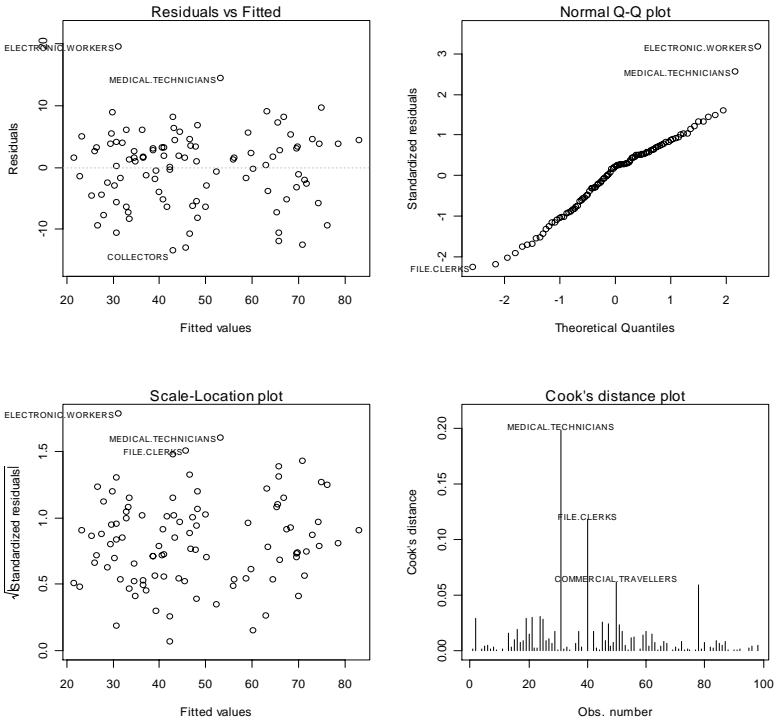 Residuals vs Fitted
ELECTRONIC.WORKERS
MEDICAL.TECHNICIANS
COLLECTORS
Residuals
20
10
0
-10
20 30 40 50 60 70 80
Fitted values
Normal Q-Q plot
ELECTRONIC.WORKERS
MEDICAL.TECHNICIANS
FILE.CLERKS
Standardized residuals
3
2
1
0
-1
-2
-2 -1 0 1 2
Theoretical Quantiles
Scale-Location plot
ELECTRONIC.WORKERS
MEDICAL.TECHNICIANS
FILE.CLERKS
√|Standardized residuals|
1.5
1.0
0.5
0.0
20 30 40 50 60 70 80
Fitted values
Cook's distance plot
MEDICAL.TECHNICIANS
FILE.CLERKS
COMMERCIAL.TRAVELLERS
Cook's distance
0.20
0.15
0.10
0.05
0.00
0 20 40 60 80 100
Obs. number